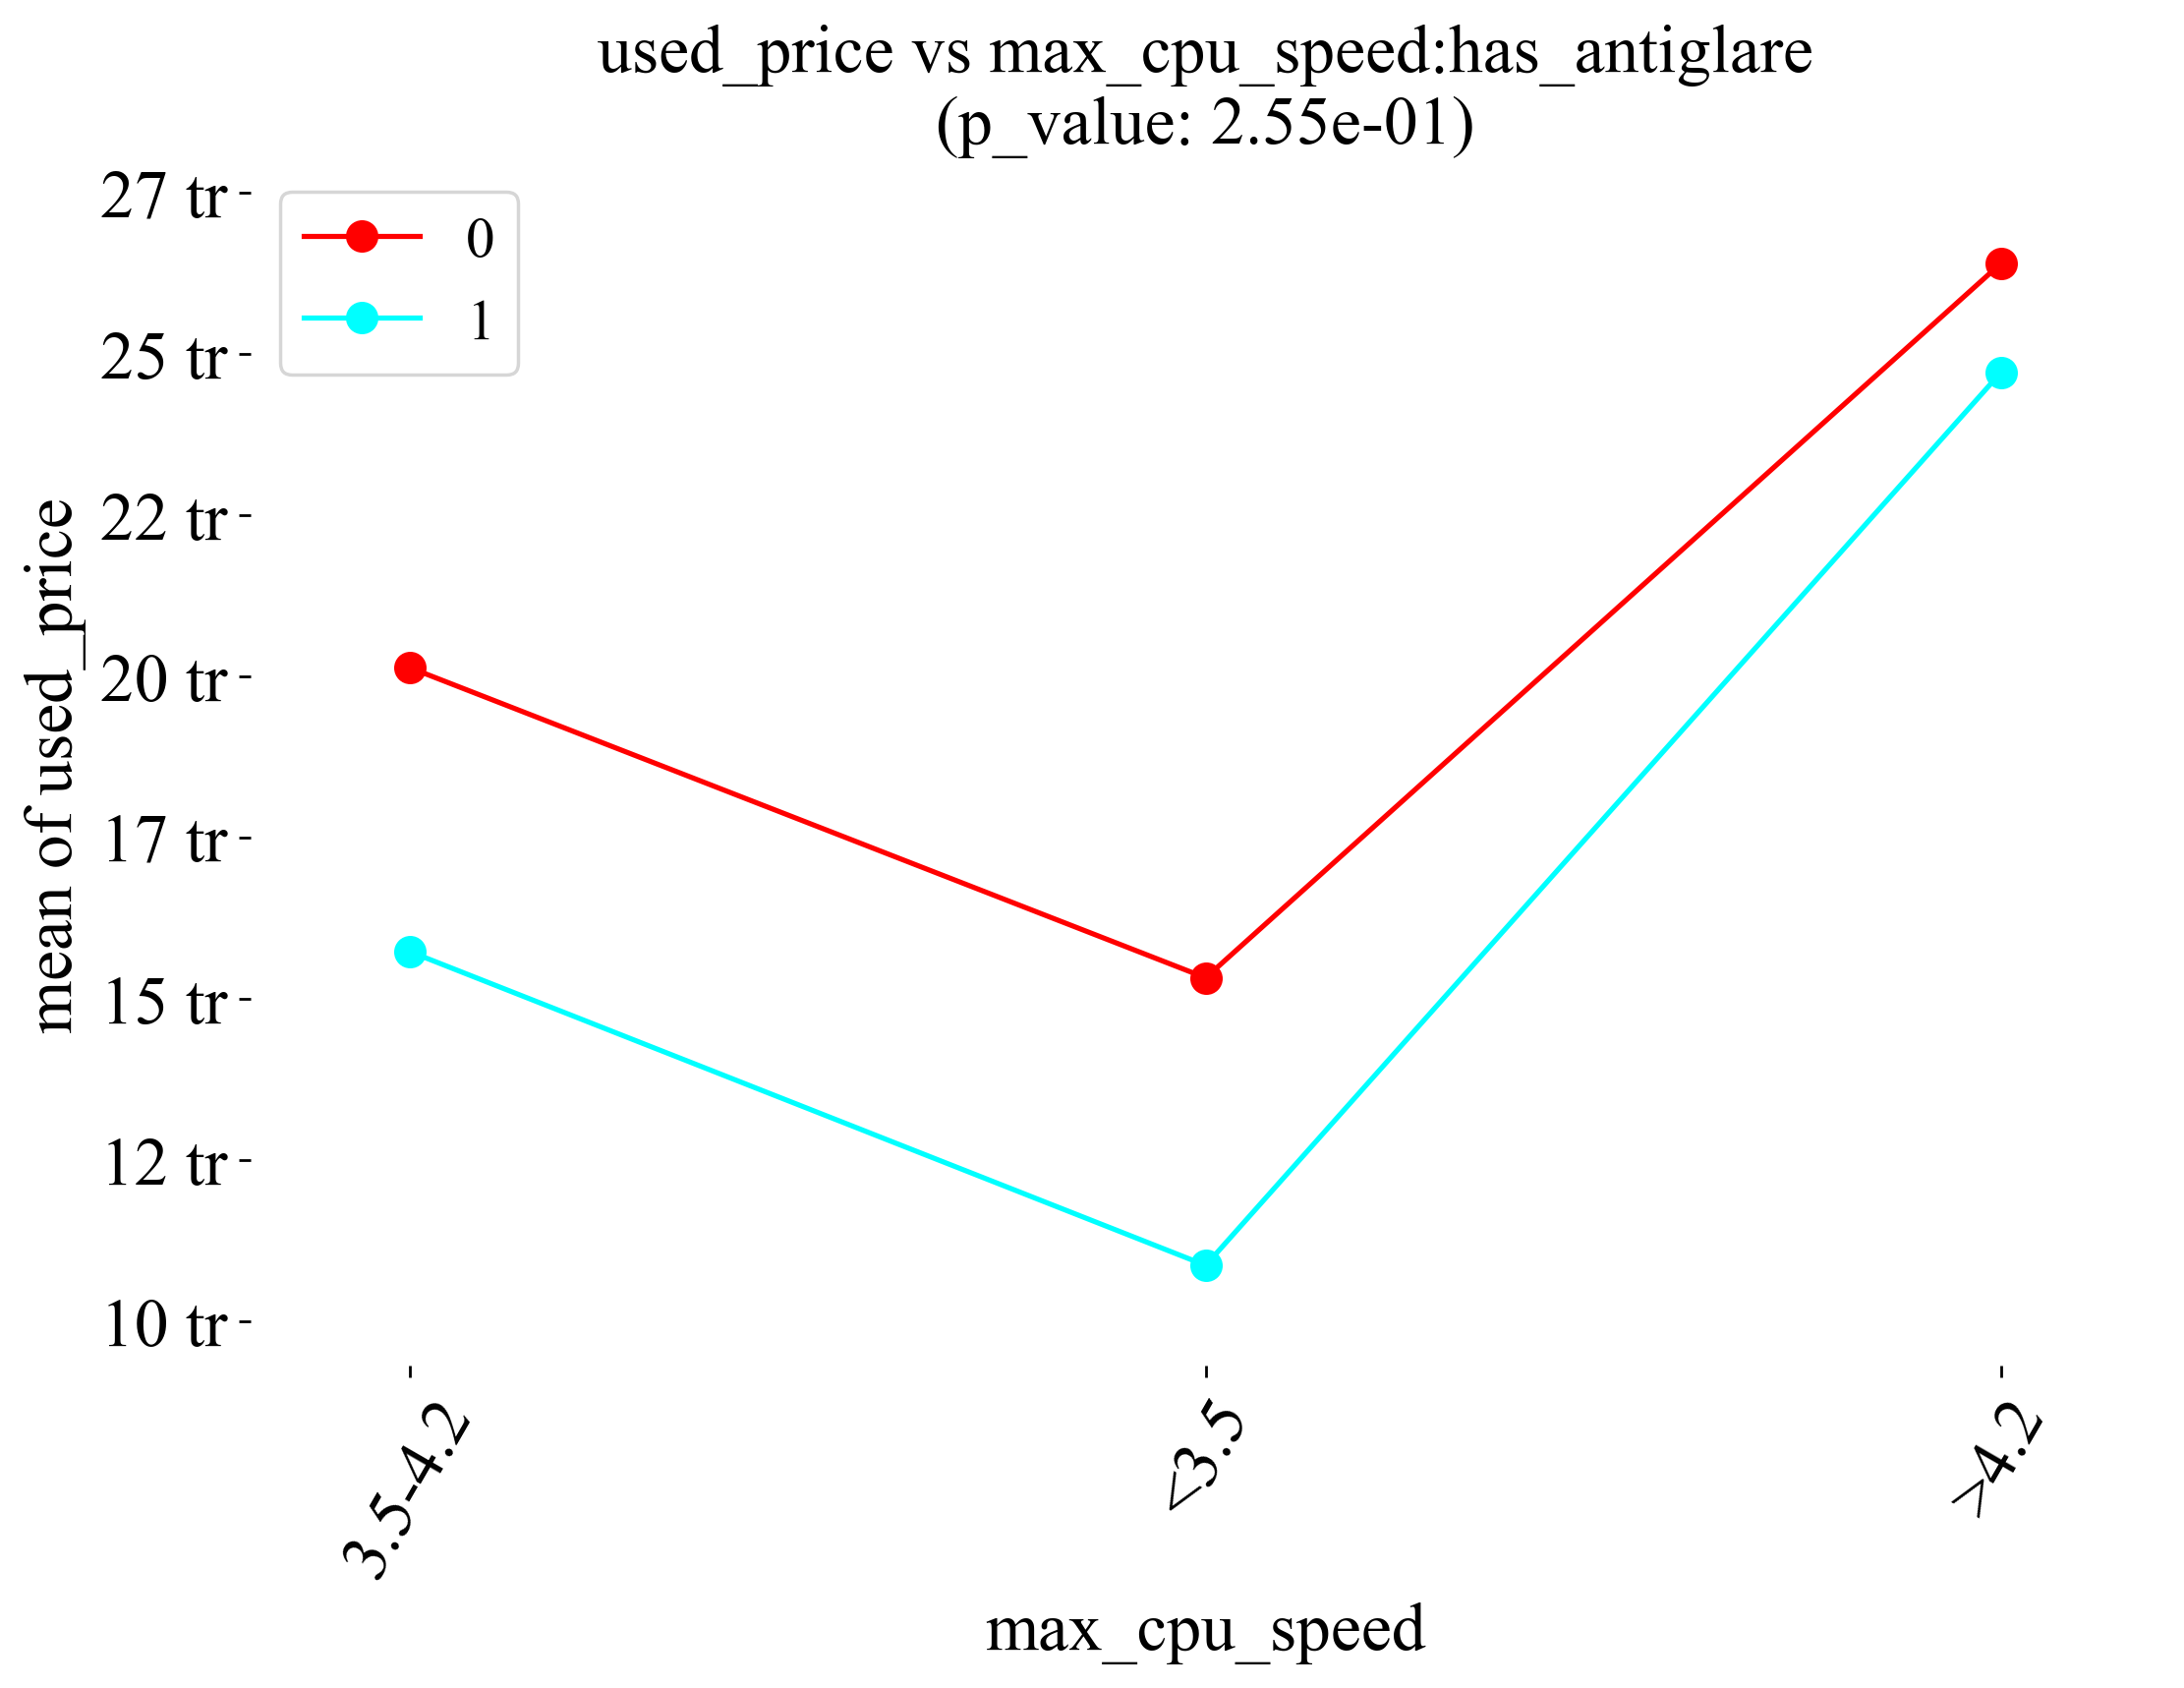 used_price vs max_cpu_speed:has_antiglare
(p_value: 2.55e-01)
27 tr
25 tr
22 tr
20 tr
17 tr
15 tr
12 tr
10 tr
mean of used_price
0
1
3.5-4.2
<3.5
>4.2
max_cpu_speed